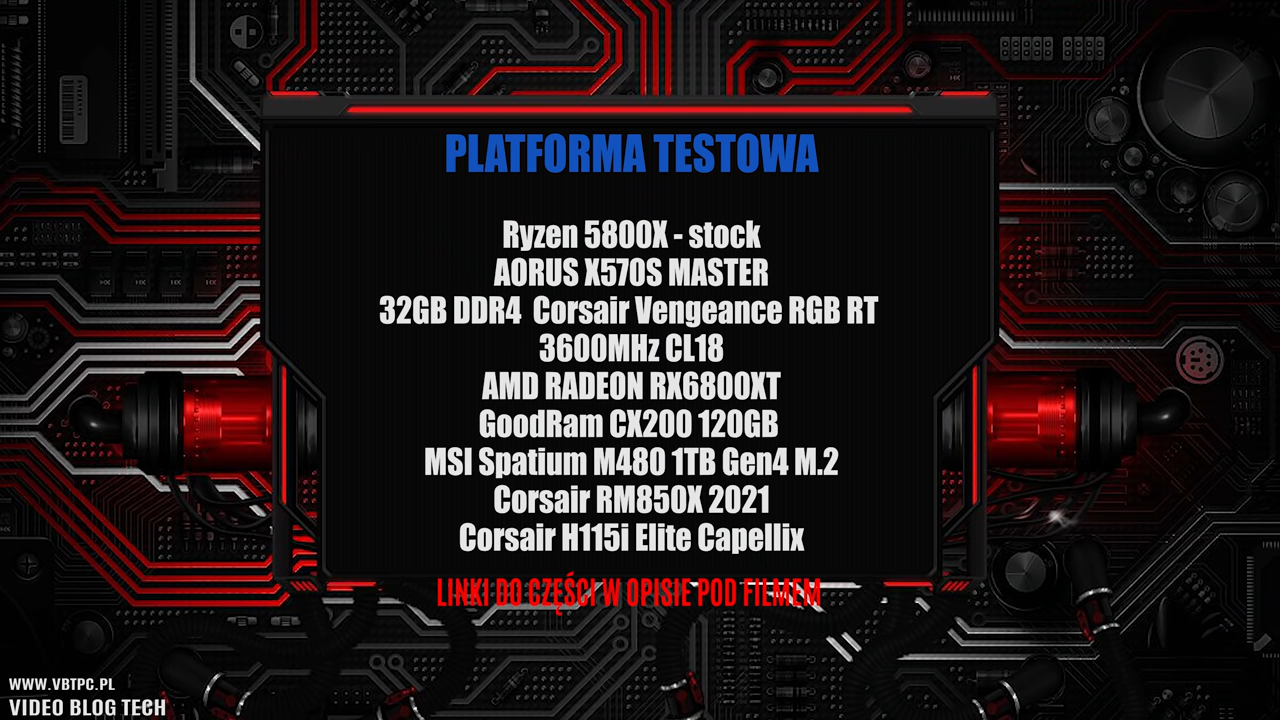 PLATFORMA TESTOWA
Ryzen 5800X - stock
AORUS X570S MASTER
32GB DDR4 Corsair Vengeance RGB RT
3600MHz CL18
AMD RADEON RX6800XT
GoodRam CX200 120GB
MSI Spatium M480 1TB Gen4 M.2
Corsair RM850X 2021
Corsair H115i Elite Capellix
LINKI DO CZĘŚCI W OPISIE POD FILMEM
WWW.VBTPC.PL
VIDEO BLOG TECH